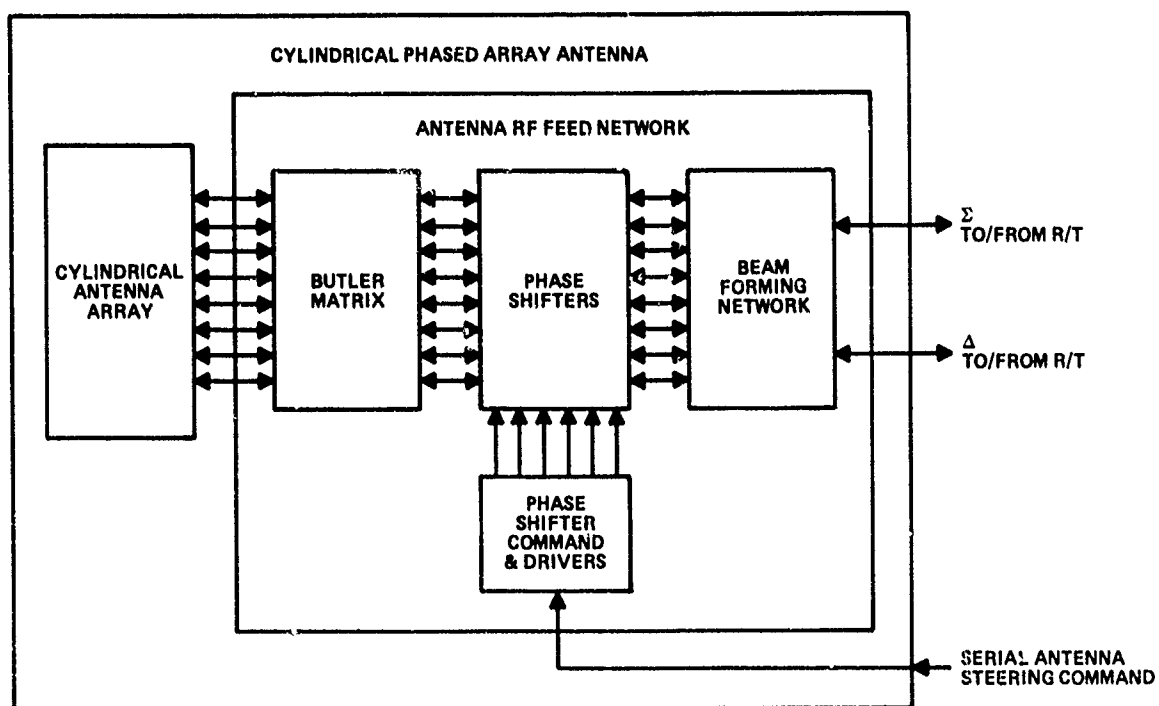 CYLINDRICAL PHASED ARRAY ANTENNA
ANTENNA RF FEED NETWORK
CYLINDRICAL
ANTENNA
ARRAY
BUTLER
MATRIX
PHASE
SHIFTERS
BEAM
FORMING
NETWORK
Σ
TO/FROM R/T
Δ
TO/FROM R/T
PHASE
SHIFTER
COMMAND
& DRIVERS
SERIAL ANTENNA
STEERING COMMAND